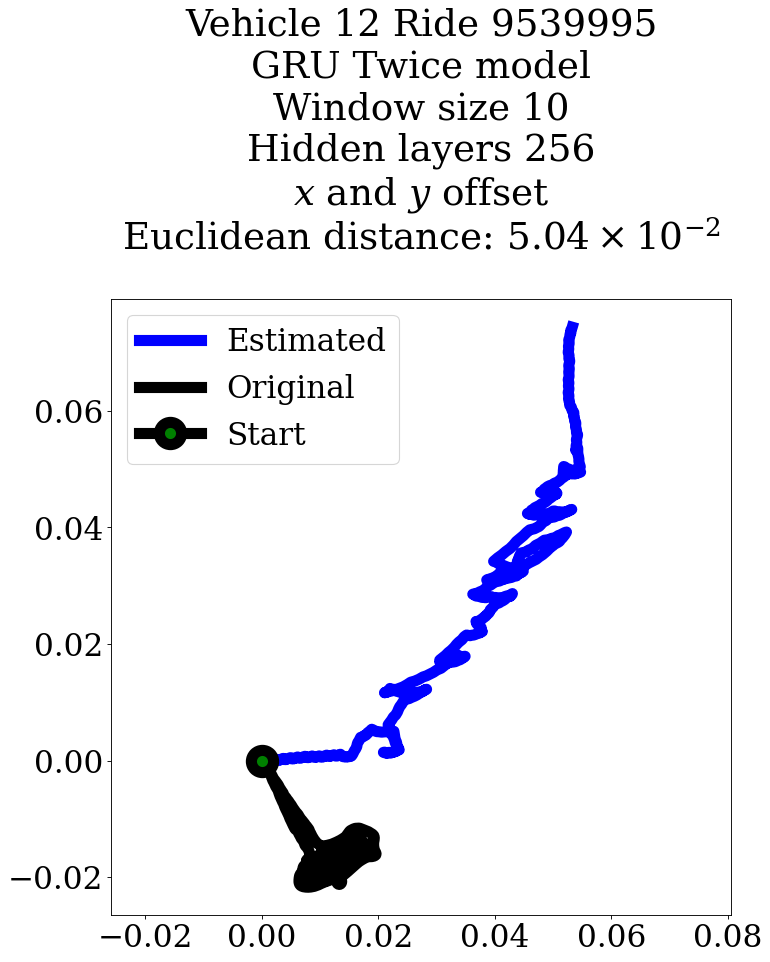 Vehicle 12 Ride 9539995
GRU Twice model
Window size 10
Hidden layers 256
x and y offset
Euclidean distance: 5.04 × 10⁻²
Estimated
Original
Start
0.06
0.04
0.02
0.00
−0.02
−0.02 0.00 0.02 0.04 0.06 0.08